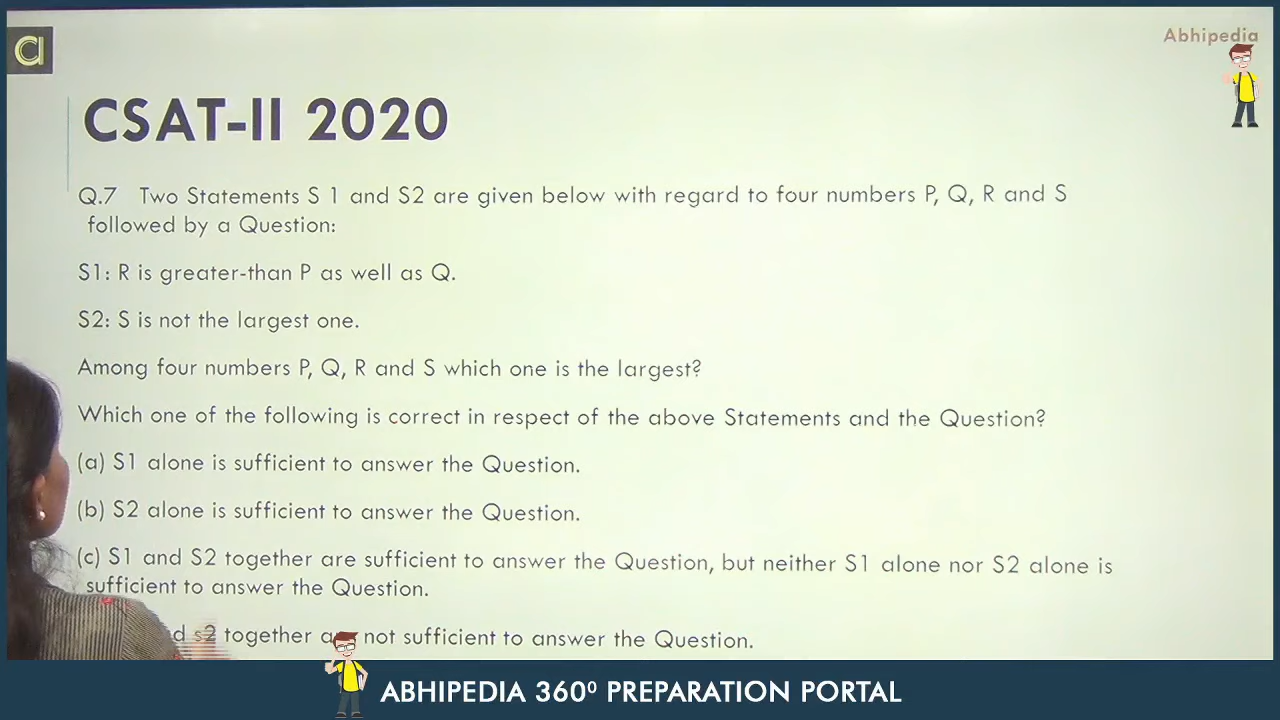 Abhipedia
CSAT-II 2020
Q.7 Two Statements S 1 and S2 are given below with regard to four numbers P, Q, R and S
followed by a Question:
S1: R is greater-than P as well as Q.
S2: S is not the largest one.
Among four numbers P, Q, R and S which one is the largest?
Which one of the following is correct in respect of the above Statements and the Question?
(a) S1 alone is sufficient to answer the Question.
(b) S2 alone is sufficient to answer the Question.
(c) S1 and S2 together are sufficient to answer the Question, but neither S1 alone nor S2 alone is
sufficient to answer the Question.
s2 together not sufficient to answer the Question.
ABHIPEDIA 360⁰ PREPARATION PORTAL